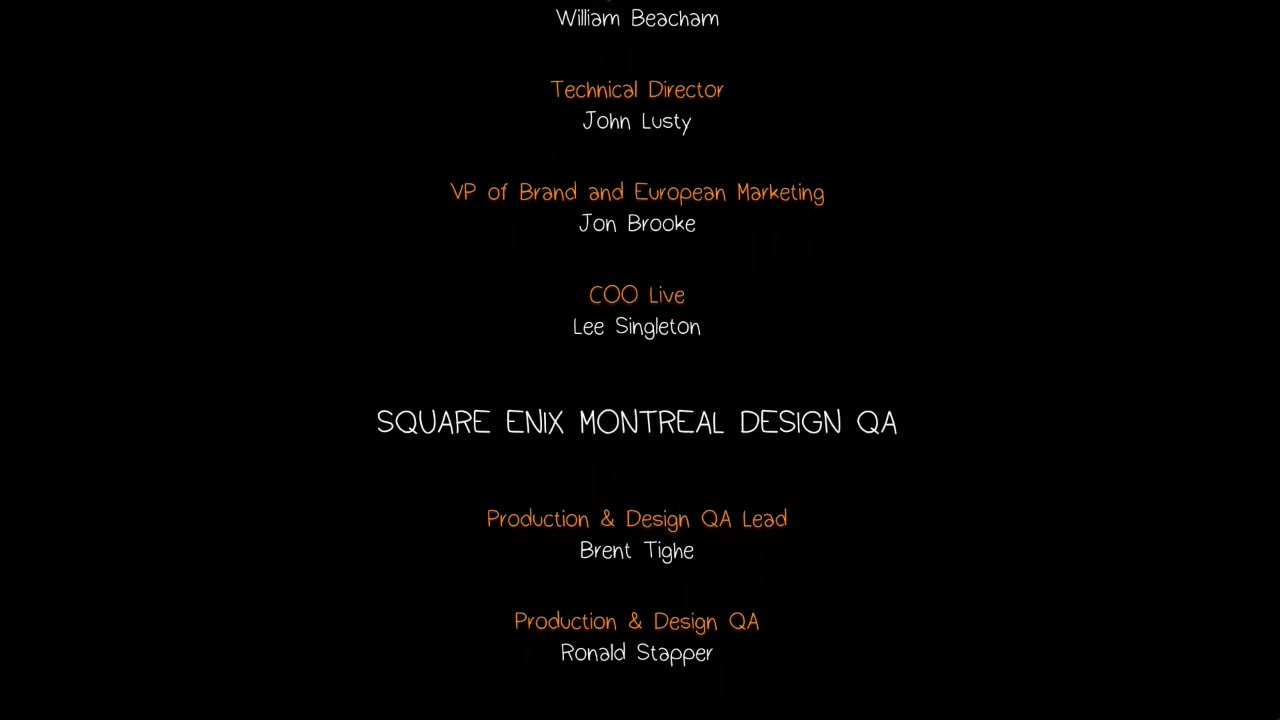 William Beacham
Technical Director
John Lusty
VP of Brand and European Marketing
Jon Brooke
COO Live
Lee Singleton
SQUARE ENIX MONTREAL DESIGN QA
Production & Design QA Lead
Brent Tighe
Production & Design QA
Ronald Stapper